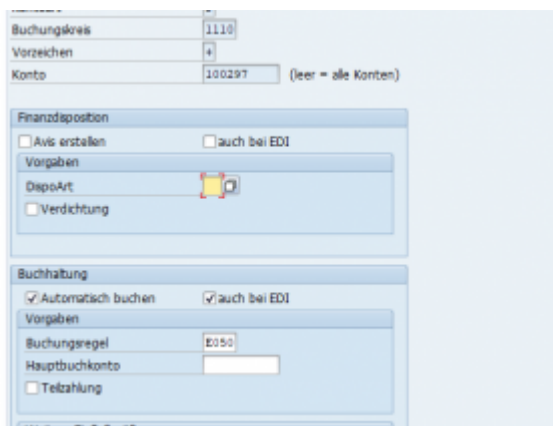 Buchungskreis 1110
Vorzeichen +
Konto 100297 (leer = alle Konten)
Finanzdisposition
Avis erstellen auch bei EDI
Vorgaben
DispoArt
Verdichtung
Buchhaltung
Automatisch buchen auch bei EDI
Vorgaben
Buchungsregel E050
Hauptbuchkonto
Teilzahlung